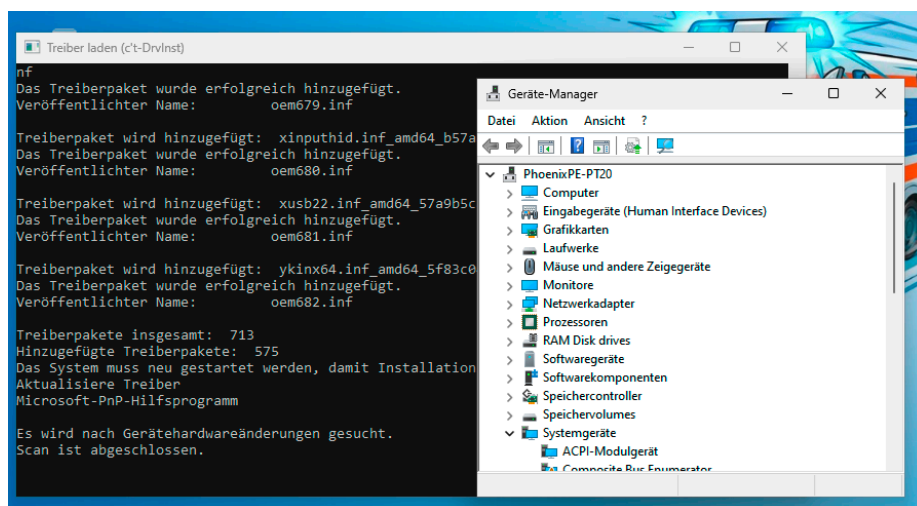 Treiber laden (c't-DrvInst)
nf
Das Treiberpaket wurde erfolgreich hinzugefügt.
Veröffentlichter Name: oem679.inf
Treiberpaket wird hinzugefügt: xinputhid.inf_amd64_b57a
Das Treiberpaket wurde erfolgreich hinzugefügt.
Veröffentlichter Name: oem680.inf
Treiberpaket wird hinzugefügt: xusb22.inf_amd64_57a9b5c
Das Treiberpaket wurde erfolgreich hinzugefügt.
Veröffentlichter Name: oem681.inf
Treiberpaket wird hinzugefügt: ykinx64.inf_amd64_5f83c0
Das Treiberpaket wurde erfolgreich hinzugefügt.
Veröffentlichter Name: oem682.inf
Treiberpakete insgesamt: 713
Hinzugefügte Treiberpakete: 575
Das System muss neu gestartet werden, damit Installation
Aktualisiere Treiber
Microsoft-PnP-Hilfsprogramm
Es wird nach Gerätehardwareänderungen gesucht.
Scan ist abgeschlossen.
Geräte-Manager
Datei Aktion Ansicht ?
PhoenixPE-PT20
Computer
Eingabegeräte (Human Interface Devices)
Grafikkarten
Laufwerke
Mäuse und andere Zeigegeräte
Monitore
Netzwerkadapter
Prozessoren
RAM Disk drives
Softwaregeräte
Softwarekomponenten
Speichercontroller
Speichervolumes
Systemgeräte
ACPI-Modulgerät
Composite Bus Enumerator